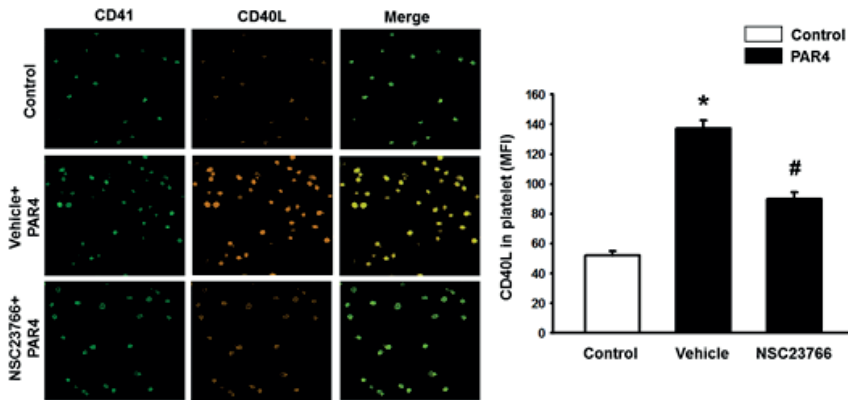 CD41 CD40L Merge
Control
Vehicle+
PAR4
NSC23766+
PAR4
Control
PAR4
CD40L in platelet (MFI)
160
140
120
100
80
60
40
20
0
*
#
Control Vehicle NSC23766